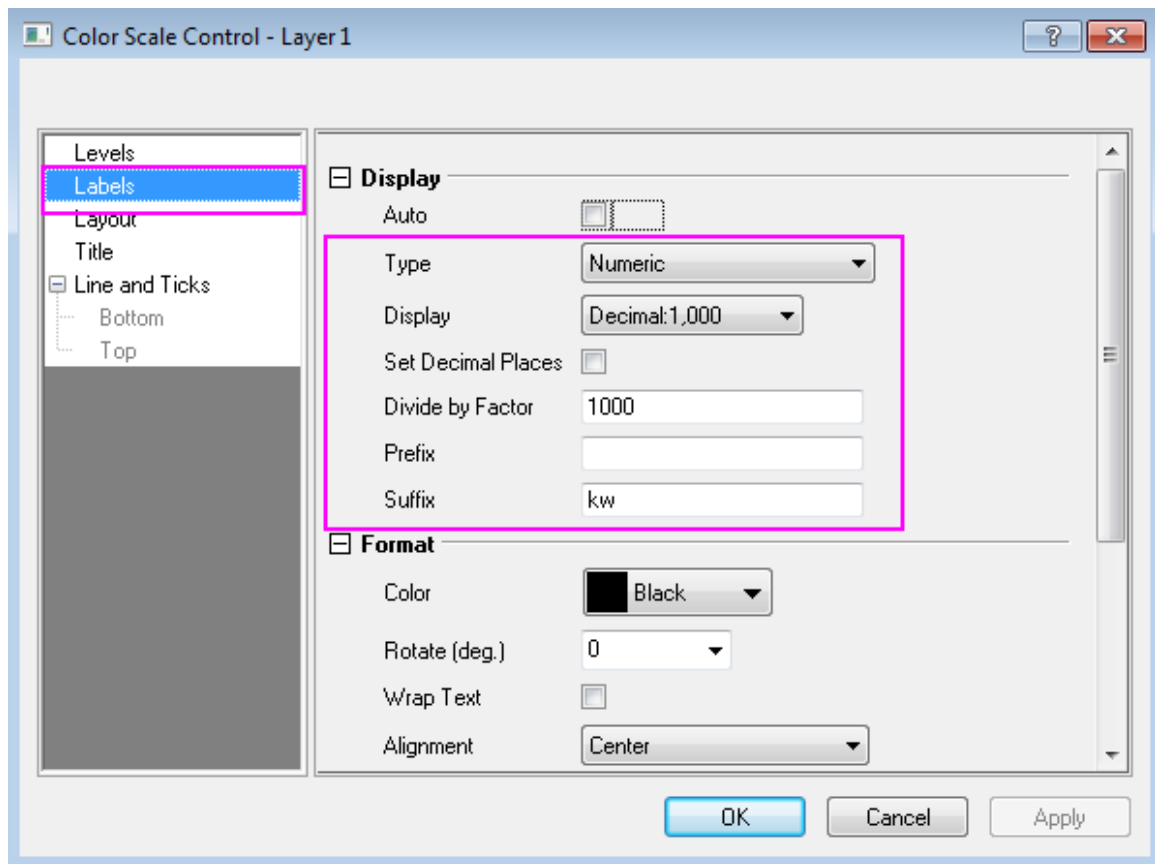 Color Scale Control - Layer 1
Levels
Labels
Layout
Title
Line and Ticks
Bottom
Top
Display
Auto
Type Numeric
Display Decimal:1,000
Set Decimal Places
Divide by Factor 1000
Prefix
Suffix kw
Format
Color Black
Rotate (deg.) 0
Wrap Text
Alignment Center
OK Cancel Apply